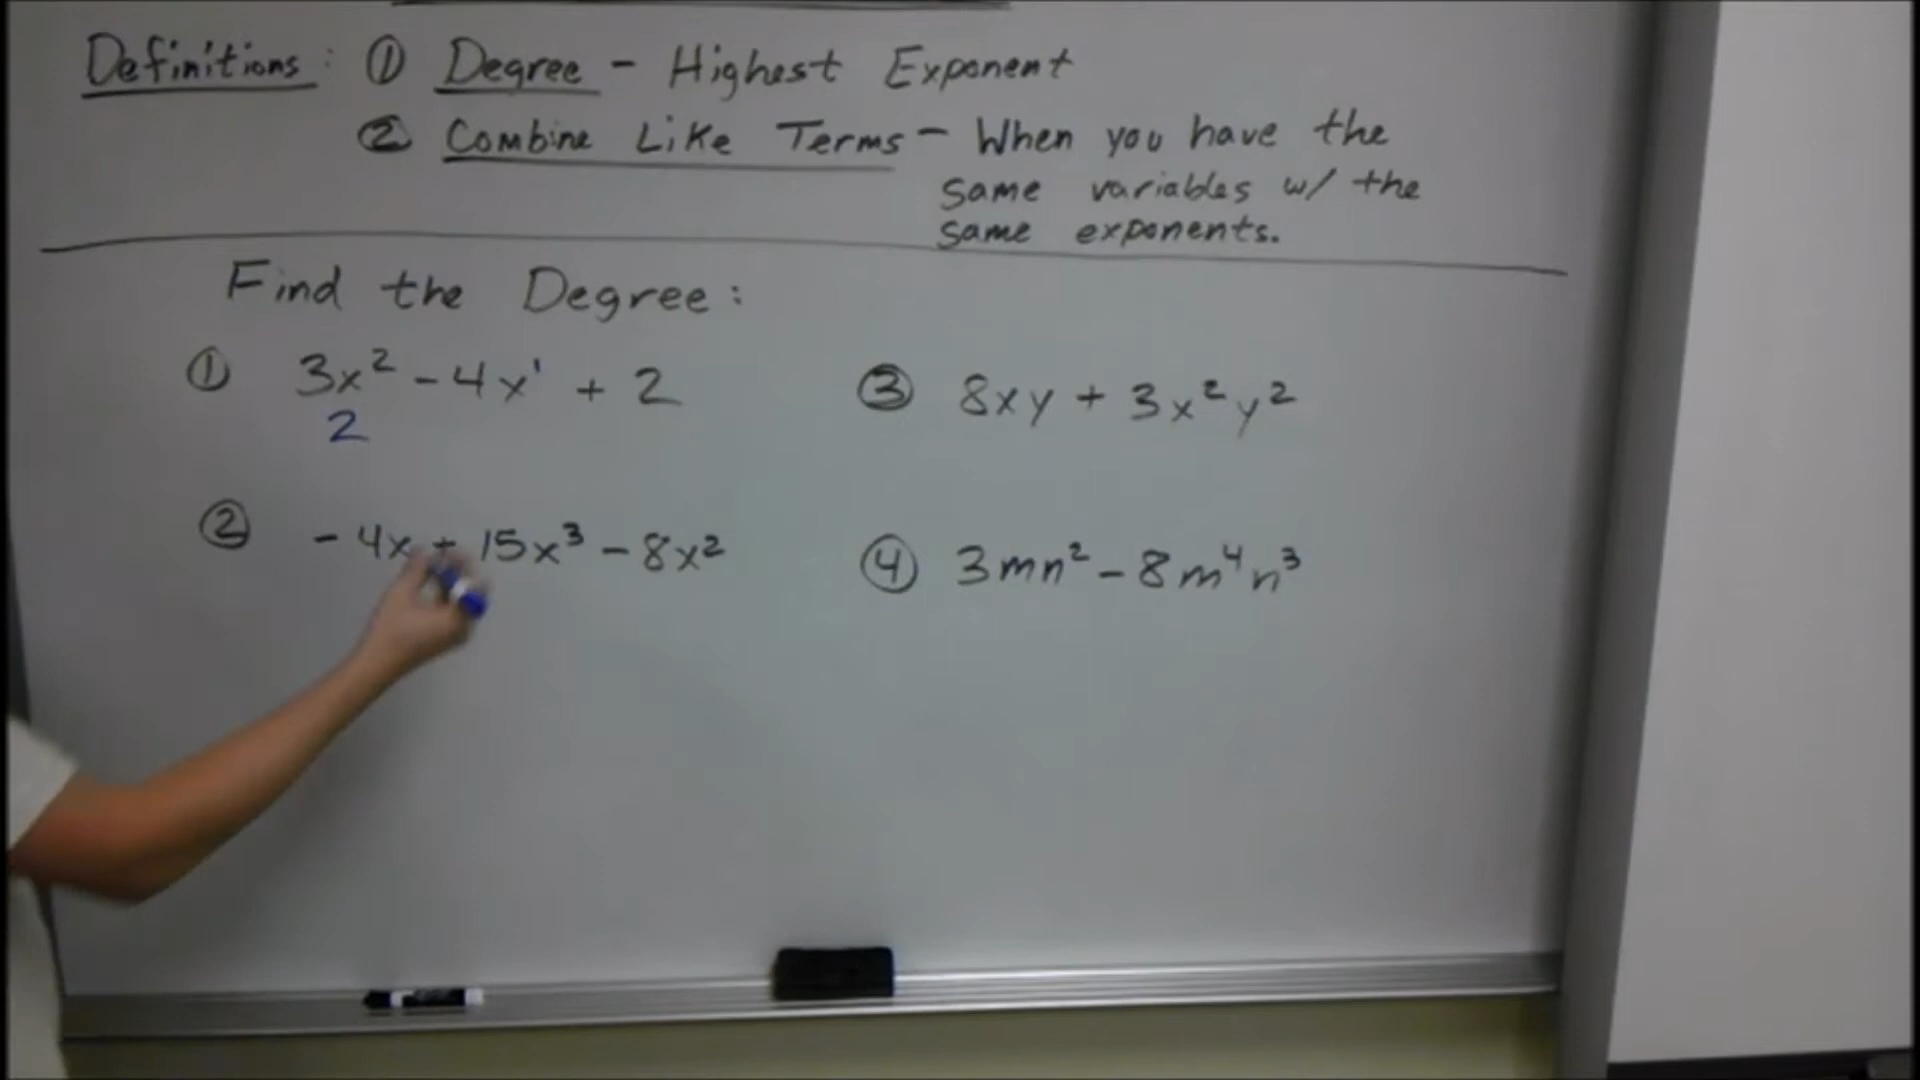 Definitions: ① Degree - Highest Exponent
② Combine Like Terms - When you have the
same variables w/ the
same exponents.
Find the Degree:
① 3x² - 4x¹ + 2
2
② - 4x + 15x³ - 8x²
③ 8xy + 3x²y²
④ 3mn² - 8m⁴n³